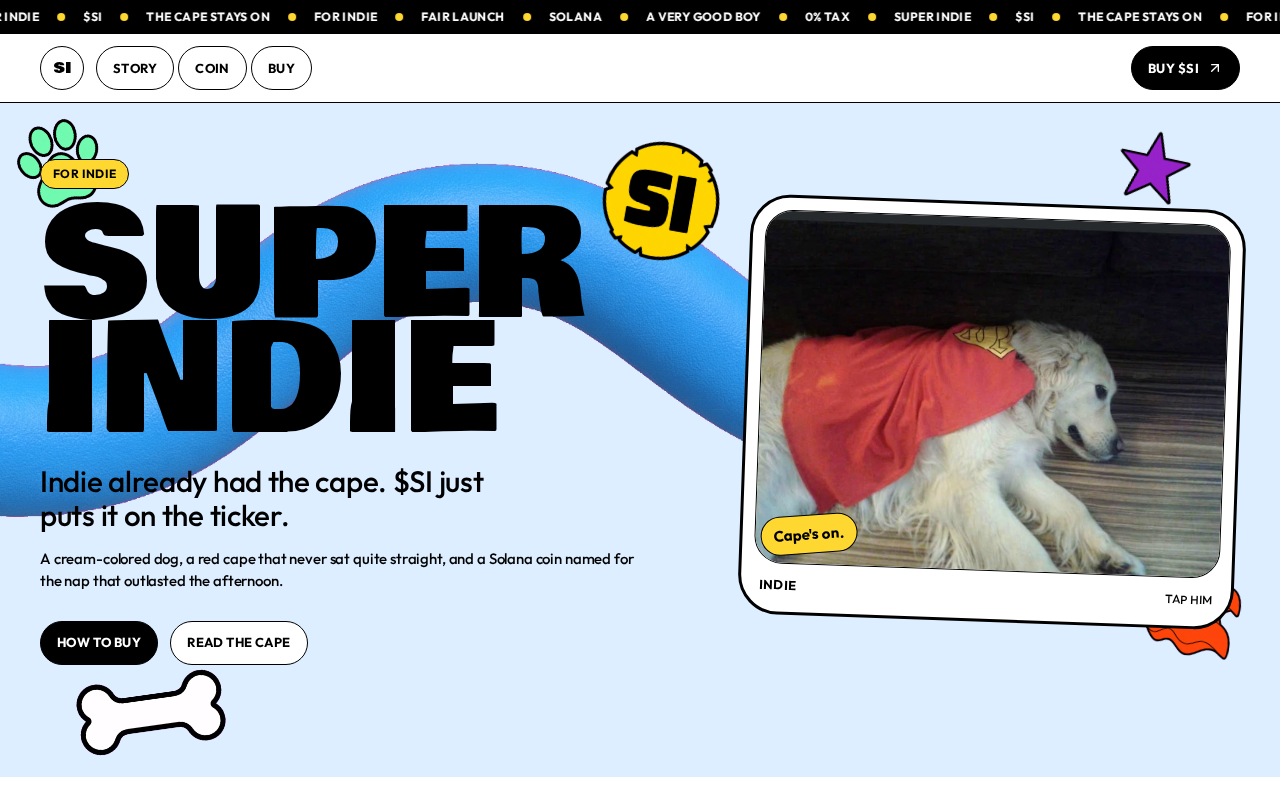 R INDIE $SI THE CAPE STAYS ON FOR INDIE FAIR LAUNCH SOLANA A VERY GOOD BOY 0% TAX SUPER INDIE $SI THE CAPE STAYS ON FOR I
SI STORY COIN BUY BUY $SI
FOR INDIE
SI
SUPER
INDIE
Indie already had the cape. $SI just
puts it on the ticker.
A cream-colored dog, a red cape that never sat quite straight, and a Solana coin named for
the nap that outlasted the afternoon.
HOW TO BUY READ THE CAPE
Cape's on.
INDIE
TAP HIM